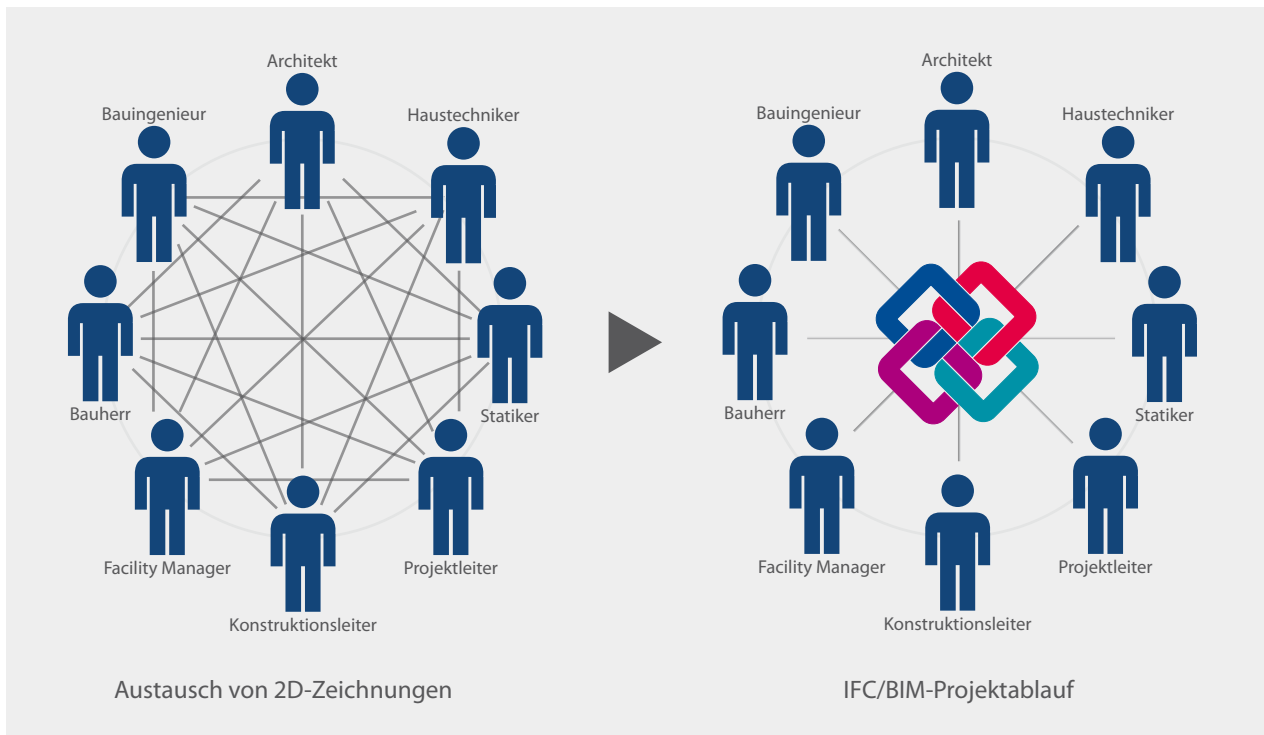 Architekt
Bauingenieur
Haustechniker
Bauherr
Statiker
Facility Manager
Projektleiter
Konstruktionsleiter
Austausch von 2D-Zeichnungen
Architekt
Bauingenieur
Haustechniker
Bauherr
Statiker
Facility Manager
Projektleiter
Konstruktionsleiter
IFC/BIM-Projektablauf